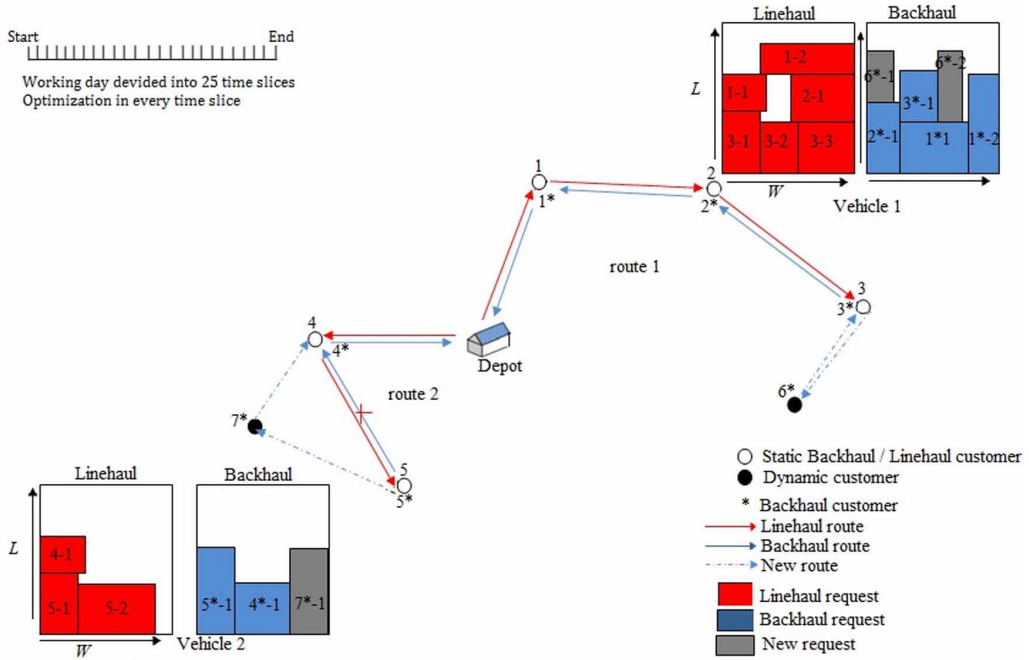 Start
End
Working day devided into 25 time slices
Optimization in every time slice
Linehaul
Backhaul
L
1-2
1-1
2-1
3-1
3-2
3-3
6*-1
6*-2
3*-1
2*-1
1*1
1*-2
W
Vehicle 1
1
1*
2
2*
route 1
3
3*
4
4*
Depot
route 2
6*
7*
5
5*
Linehaul
Backhaul
L
4-1
5-1
5-2
5*-1
4*-1
7*-1
W
Vehicle 2
Static Backhaul / Linehaul customer
Dynamic customer
* Backhaul customer
Linehaul route
Backhaul route
New route
Linehaul request
Backhaul request
New request